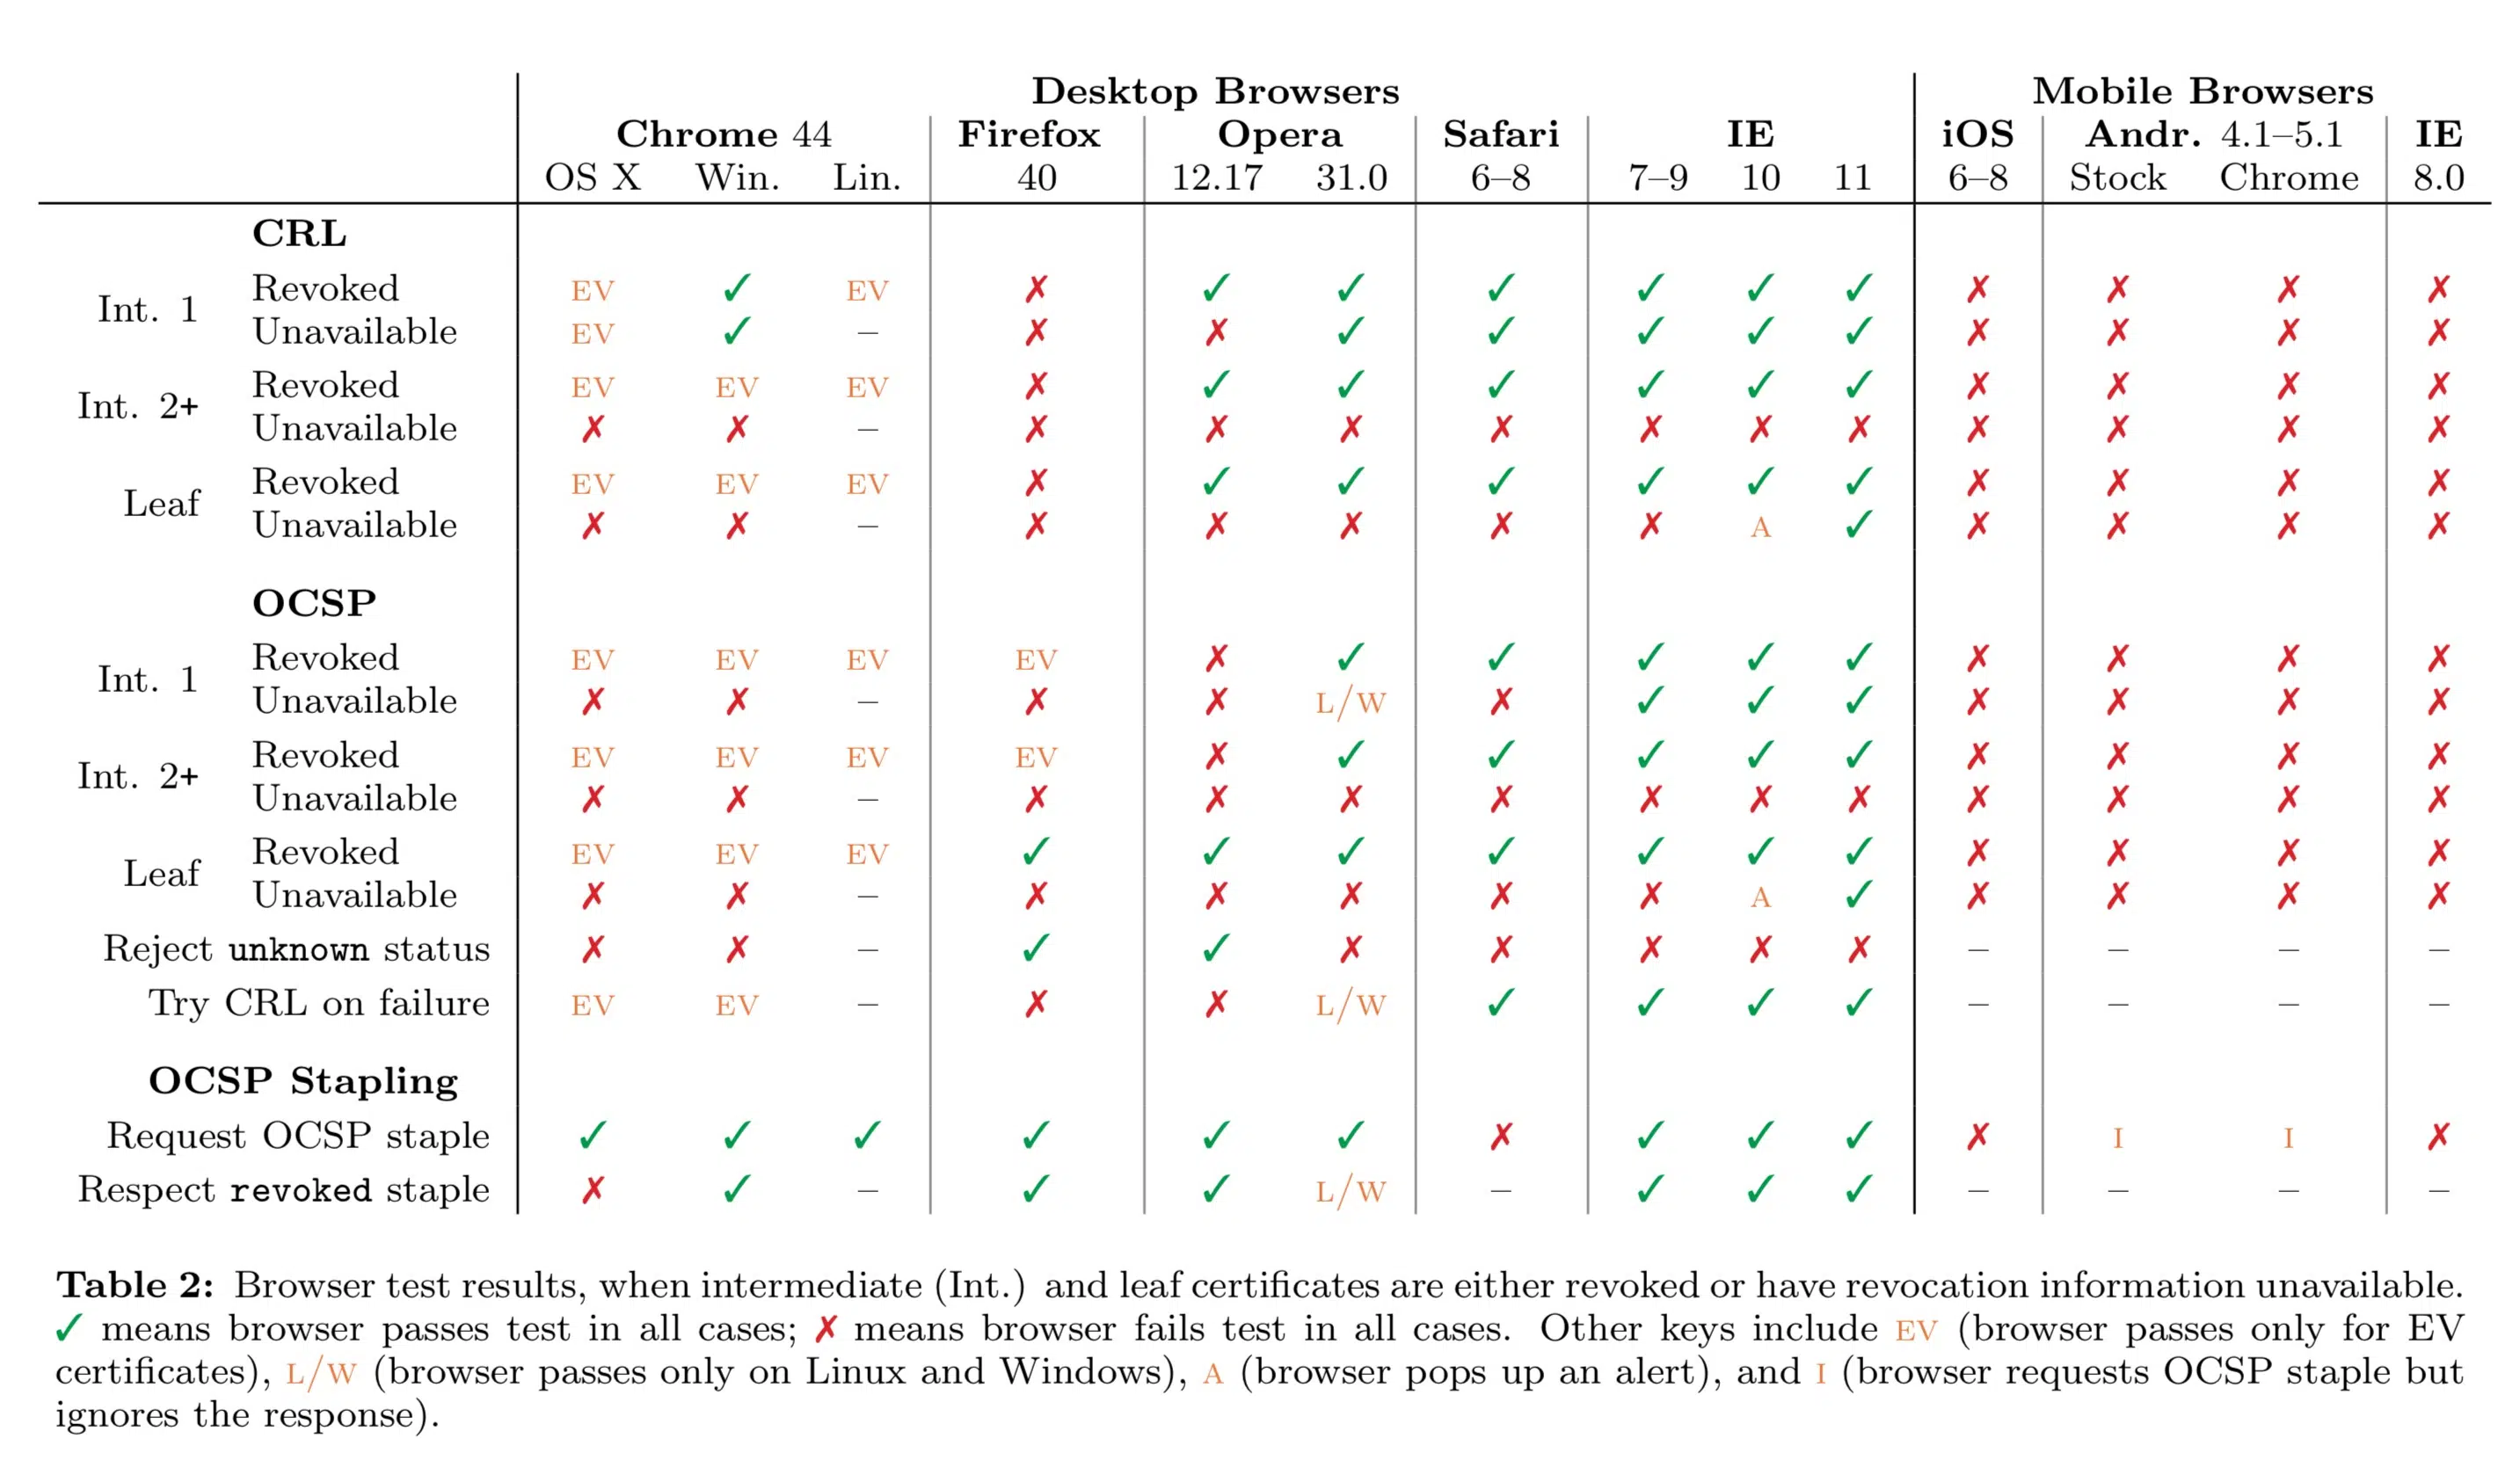 Desktop Browsers Mobile Browsers
Chrome 44 Firefox Opera Safari IE iOS Andr. 4.1–5.1 IE
OS X Win. Lin. 40 12.17 31.0 6–8 7–9 10 11 6–8 Stock Chrome 8.0
CRL
Int. 1 Revoked EV ✓ EV ✗ ✓ ✓ ✓ ✓ ✓ ✓ ✗ ✗ ✗ ✗
Unavailable EV ✓ – ✗ ✗ ✓ ✓ ✓ ✓ ✓ ✗ ✗ ✗ ✗
Int. 2+ Revoked EV EV EV ✗ ✓ ✓ ✓ ✓ ✓ ✓ ✗ ✗ ✗ ✗
Unavailable ✗ ✗ – ✗ ✗ ✗ ✗ ✗ ✗ ✗ ✗ ✗ ✗ ✗
Leaf Revoked EV EV EV ✗ ✓ ✓ ✓ ✓ ✓ ✓ ✗ ✗ ✗ ✗
Unavailable ✗ ✗ – ✗ ✗ ✗ ✗ ✗ A ✓ ✗ ✗ ✗ ✗
OCSP
Int. 1 Revoked EV EV EV EV ✗ ✓ ✓ ✓ ✓ ✓ ✗ ✗ ✗ ✗
Unavailable ✗ ✗ – ✗ ✗ L/W ✗ ✓ ✓ ✓ ✗ ✗ ✗ ✗
Int. 2+ Revoked EV EV EV EV ✗ ✓ ✓ ✓ ✓ ✓ ✗ ✗ ✗ ✗
Unavailable ✗ ✗ – ✗ ✗ ✗ ✗ ✗ ✗ ✗ ✗ ✗ ✗ ✗
Leaf Revoked EV EV EV ✓ ✓ ✓ ✓ ✓ ✓ ✓ ✗ ✗ ✗ ✗
Unavailable ✗ ✗ – ✗ ✗ ✗ ✗ ✗ A ✓ ✗ ✗ ✗ ✗
Reject unknown status ✗ ✗ – ✓ ✓ ✗ ✗ ✗ ✗ ✗ – – – –
Try CRL on failure EV EV – ✗ ✗ L/W ✓ ✓ ✓ ✓ – – – –
OCSP Stapling
Request OCSP staple ✓ ✓ ✓ ✓ ✓ ✓ ✗ ✓ ✓ ✓ ✗ I I ✗
Respect revoked staple ✗ ✓ – ✓ ✓ L/W – ✓ ✓ ✓ – – – –
Table 2: Browser test results, when intermediate (Int.) and leaf certificates are either revoked or have revocation information unavailable.
✓ means browser passes test in all cases; ✗ means browser fails test in all cases. Other keys include EV (browser passes only for EV
certificates), L/W (browser passes only on Linux and Windows), A (browser pops up an alert), and I (browser requests OCSP staple but
ignores the response).